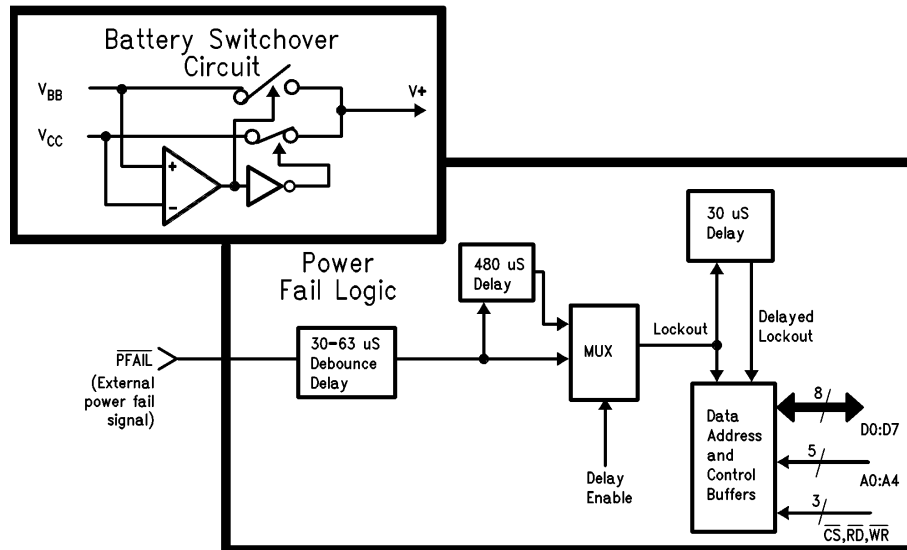 Battery Switchover
Circuit
VBB
V+
VCC
+
−
Power
Fail Logic
30 uS
Delay
480 uS
Delay
30-63 uS
Debounce
Delay
MUX
Lockout
Delayed
Lockout
PFAIL
(External
power fail
signal)
Delay
Enable
Data
Address
and
Control
Buffers
8
D0:D7
5
A0:A4
3
CS,RD,WR